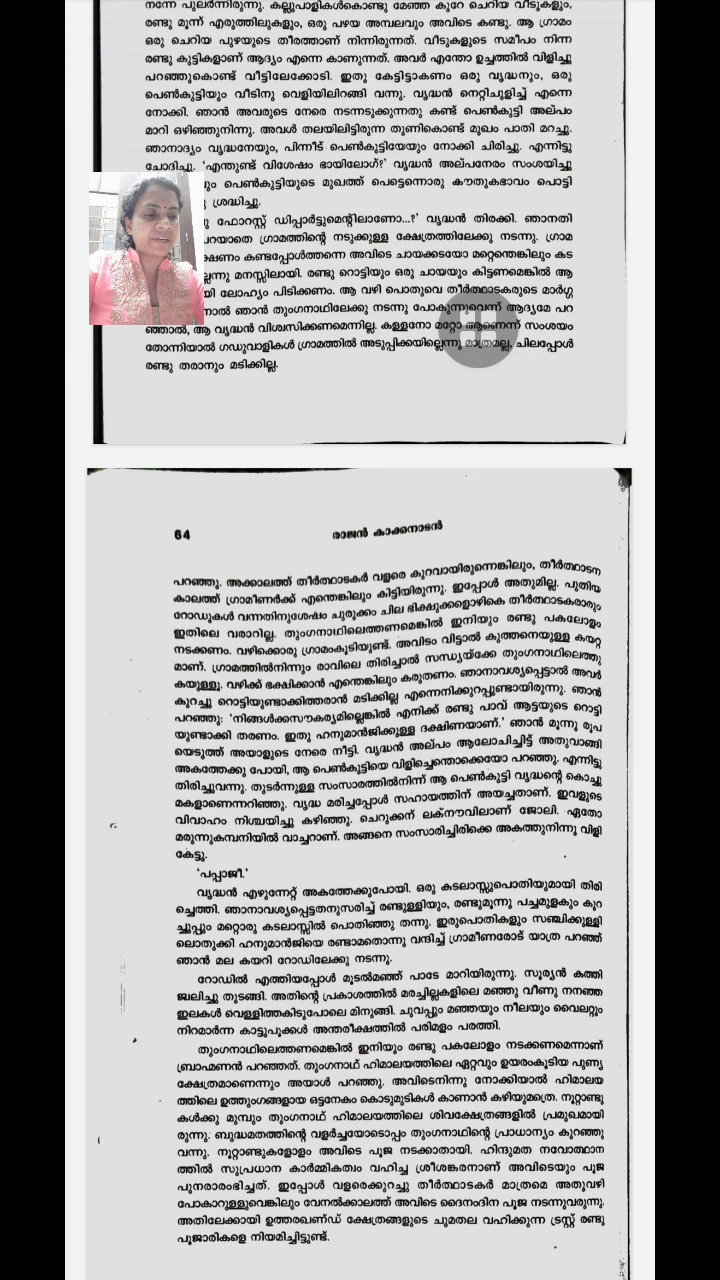 നന്നേ പുലർന്നിരുന്നു. കല്ലുപാളികൾകൊണ്ടു മേഞ്ഞ കുറേ ചെറിയ വീടുകളും,
രണ്ടു മൂന്ന് എരുത്തിലുകളും, ഒരു പഴയ അമ്പലവും അവിടെ കണ്ടു. ആ ഗ്രാമം
ഒരു ചെറിയ പുഴയുടെ തീരത്താണ് നിന്നിരുന്നത്. വീടുകളുടെ സമീപം നിന്ന
രണ്ടു കുട്ടികളാണ് ആദ്യം എന്നെ കാണുന്നത്. അവർ എന്തോ ഉച്ചത്തിൽ വിളിച്ചു
പറഞ്ഞുകൊണ്ട് വീട്ടിലേക്കോടി. ഇതു കേട്ടിട്ടാകണം ഒരു വൃദ്ധനും, ഒരു
പെൺകുട്ടിയും വീടിനു വെളിയിലിറങ്ങി വന്നു. വൃദ്ധൻ നെറ്റിചുളിച്ച് എന്നെ
നോക്കി. ഞാൻ അവരുടെ നേരെ നടന്നടുക്കുന്നതു കണ്ട് പെൺകുട്ടി അല്പം
മാറി ഒഴിഞ്ഞുനിന്നു. അവൾ തലയിലിട്ടിരുന്ന തുണികൊണ്ട് മുഖം പാതി മറച്ചു.
ഞാനാദ്യം വൃദ്ധനേയും, പിന്നീട് പെൺകുട്ടിയേയും നോക്കി ചിരിച്ചു. എന്നിട്ടു
ചോദിച്ചു. ‘എന്തുണ്ട് വിശേഷം ഭായിലോഗ്?’ വൃദ്ധൻ അല്പനേരം സംശയിച്ചു
പെൺകുട്ടിയുടെ മുഖത്ത് പെട്ടെന്നൊരു കൗതുകഭാവം പൊട്ടി
ശ്രദ്ധിച്ചു.
ഫോറസ്റ്റ് ഡിപ്പാർട്ടുമെന്റിലാണോ...?’ വൃദ്ധൻ തിരക്കി. ഞാനതി
പറയാതെ ഗ്രാമത്തിന്റെ നടുക്കുള്ള ക്ഷേത്രത്തിലേക്കു നടന്നു. ഗ്രാമ
കണ്ടപ്പോൾത്തന്നെ അവിടെ ചായക്കടയോ മറ്റെന്തെങ്കിലും കട
മനസ്സിലായി. രണ്ടു റൊട്ടിയും ഒരു ചായയും കിട്ടണമെങ്കിൽ ആ
ലോഹ്യം പിടിക്കണം. ആ വഴി പൊതുവെ തീർത്ഥാടകരുടെ മാർഗ്ഗ
ഞാൻ തുംഗനാഥിലേക്കു നടന്നു പോകുന്നുവെന്ന് ആദ്യമേ പറ
ഞ്ഞാൽ, ആ വൃദ്ധൻ വിശ്വസിക്കണമെന്നില്ല. കള്ളനോ മറ്റോ ആണെന്ന് സംശയം
തോന്നിയാൽ ഗഡുവാളികൾ ഗ്രാമത്തിൽ അടുപ്പിക്കയില്ലെന്നു മാത്രമല്ല, ചിലപ്പോൾ
രണ്ടു തരാനും മടിക്കില്ല.
64
രാജൻ കാക്കനാടൻ
പറഞ്ഞു. അക്കാലത്ത് തീർത്ഥാടകർ വളരെ കുറവായിരുന്നെങ്കിലും, തീർത്ഥാടന
കാലത്ത് ഗ്രാമീണർക്ക് എന്തെങ്കിലും കിട്ടിയിരുന്നു. ഇപ്പോൾ അതുമില്ല. പുതിയ
റോഡുകൾ വന്നതിനുശേഷം ചുരുക്കം ചില ഭിക്ഷുക്കളൊഴികെ തീർത്ഥാടകരാരും
ഇതിലെ വരാറില്ല. തുംഗനാഥിലെത്തണമെങ്കിൽ ഇനിയും രണ്ടു പകലോളം
നടക്കണം. വഴിക്കൊരു ഗ്രാമംകൂടിയുണ്ട്. അവിടം വിട്ടാൽ കുത്തനെയുള്ള കയറ്റ
മാണ്. ഗ്രാമത്തിൽനിന്നും രാവിലെ തിരിച്ചാൽ സന്ധ്യയ്ക്കേ തുംഗനാഥിലെത്തു
കയുള്ളൂ. വഴിക്ക് ഭക്ഷിക്കാൻ എന്തെങ്കിലും കരുതണം. ഞാനാവശ്യപ്പെട്ടാൽ അവർ
കുറച്ചു റൊട്ടിയുണ്ടാക്കിത്തരാൻ മടിക്കില്ല എന്നെനിക്കുറപ്പുണ്ടായിരുന്നു. ഞാൻ
പറഞ്ഞു: ‘നിങ്ങൾക്കസൗകര്യമില്ലെങ്കിൽ എനിക്ക് രണ്ടു പാവ് ആട്ടയുടെ റൊട്ടി
യുണ്ടാക്കി തരണം. ഇതു ഹനുമാൻജിക്കുള്ള ദക്ഷിണയാണ്.’ ഞാൻ മൂന്നു രൂപ
യെടുത്ത് അയാളുടെ നേരെ നീട്ടി. വൃദ്ധൻ അല്പം ആലോചിച്ചിട്ട് അതുവാങ്ങി
അകത്തേക്കു പോയി, ആ പെൺകുട്ടിയെ വിളിച്ചെന്തൊക്കെയോ പറഞ്ഞു. എന്നിട്ടു
തിരിച്ചുവന്നു. തുടർന്നുള്ള സംസാരത്തിൽനിന്ന് ആ പെൺകുട്ടി വൃദ്ധന്റെ കൊച്ചു
മകളാണെന്നറിഞ്ഞു. വൃദ്ധ മരിച്ചപ്പോൾ സഹായത്തിന് അയച്ചതാണ്. ഇവളുടെ
വിവാഹം നിശ്ചയിച്ചു കഴിഞ്ഞു. ചെറുക്കന് ലക്നൗവിലാണ് ജോലി. ഏതോ
മരുന്നുകമ്പനിയിൽ വാച്ചറാണ്. അങ്ങനെ സംസാരിച്ചിരിക്കെ അകത്തുനിന്നു വിളി
കേട്ടു.
‘പപ്പാജീ.’
വൃദ്ധൻ എഴുന്നേറ്റ് അകത്തേക്കുപോയി. ഒരു കടലാസ്സുപൊതിയുമായി തിരി
ച്ചെത്തി. ഞാനാവശ്യപ്പെട്ടതനുസരിച്ച് രണ്ടുള്ളിയും, രണ്ടുമൂന്നു പച്ചമുളകും കുറ
ച്ചുപ്പും മറ്റൊരു കടലാസ്സിൽ പൊതിഞ്ഞു തന്നു. ഇരുപൊതികളും സഞ്ചിക്കുള്ളി
ലൊതുക്കി ഹനുമാൻജിയെ രണ്ടാമതൊന്നു വന്ദിച്ച് ഗ്രാമീണരോട് യാത്ര പറഞ്ഞ്
ഞാൻ മല കയറി റോഡിലേക്കു നടന്നു.
റോഡിൽ എത്തിയപ്പോൾ മൂടൽമഞ്ഞ് പാടേ മാറിയിരുന്നു. സൂര്യൻ കത്തി
ജ്വലിച്ചു തുടങ്ങി. അതിന്റെ പ്രകാശത്തിൽ മരച്ചില്ലകളിലെ മഞ്ഞു വീണു നനഞ്ഞ
ഇലകൾ വെള്ളിത്തകിടുപോലെ മിനുങ്ങി. ചുവപ്പും മഞ്ഞയും നീലയും വൈലറ്റും
നിറമാർന്ന കാട്ടുപൂക്കൾ അന്തരീക്ഷത്തിൽ പരിമളം പരത്തി.
തുംഗനാഥിലെത്തണമെങ്കിൽ ഇനിയും രണ്ടു പകലോളം നടക്കണമെന്നാണ്
ബ്രാഹ്മണൻ പറഞ്ഞത്. തുംഗനാഥ് ഹിമാലയത്തിലെ ഏറ്റവും ഉയരംകൂടിയ പുണ്യ
ക്ഷേത്രമാണെന്നും അയാൾ പറഞ്ഞു. അവിടെനിന്നു നോക്കിയാൽ ഹിമാലയ
ത്തിലെ ഉത്തുംഗങ്ങളായ ഒട്ടനേകം കൊടുമുടികൾ കാണാൻ കഴിയുമത്രെ. നൂറ്റാണ്ടു
കൾക്കു മുമ്പും തുംഗനാഥ് ഹിമാലയത്തിലെ ശിവക്ഷേത്രങ്ങളിൽ പ്രമുഖമായി
രുന്നു. ബുദ്ധമതത്തിന്റെ വളർച്ചയോടൊപ്പം തുംഗനാഥിന്റെ പ്രാധാന്യം കുറഞ്ഞു
വന്നു. നൂറ്റാണ്ടുകളോളം അവിടെ പൂജ നടക്കാതായി. ഹിന്ദുമത നവോത്ഥാന
ത്തിൽ സുപ്രധാന കാർമ്മികത്വം വഹിച്ച ശ്രീശങ്കരനാണ് അവിടെയും പൂജ
പുനരാരംഭിച്ചത്. ഇപ്പോൾ വളരെക്കുറച്ചു തീർത്ഥാടകർ മാത്രമെ അതുവഴി
പോകാറുള്ളുവെങ്കിലും വേനൽക്കാലത്ത് അവിടെ ദൈനംദിന പൂജ നടന്നുവരുന്നു.
അതിലേക്കായി ഉത്തരഖണ്ഡ് ക്ഷേത്രങ്ങളുടെ ചുമതല വഹിക്കുന്ന ട്രസ്റ്റ് രണ്ടു
പൂജാരികളെ നിയമിച്ചിട്ടുണ്ട്.